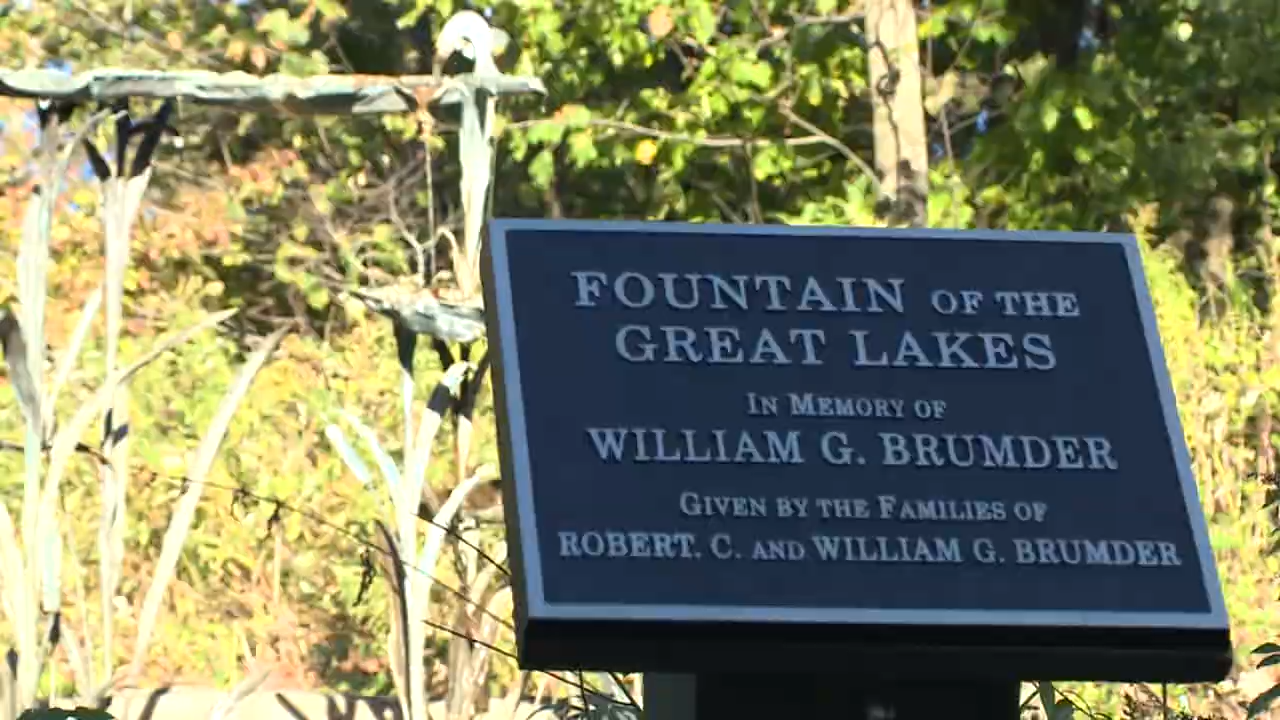 FOUNTAIN OF THE
GREAT LAKES
IN MEMORY OF
WILLIAM G. BRUMDER
GIVEN BY THE FAMILIES OF
ROBERT. C. AND WILLIAM G. BRUMDER